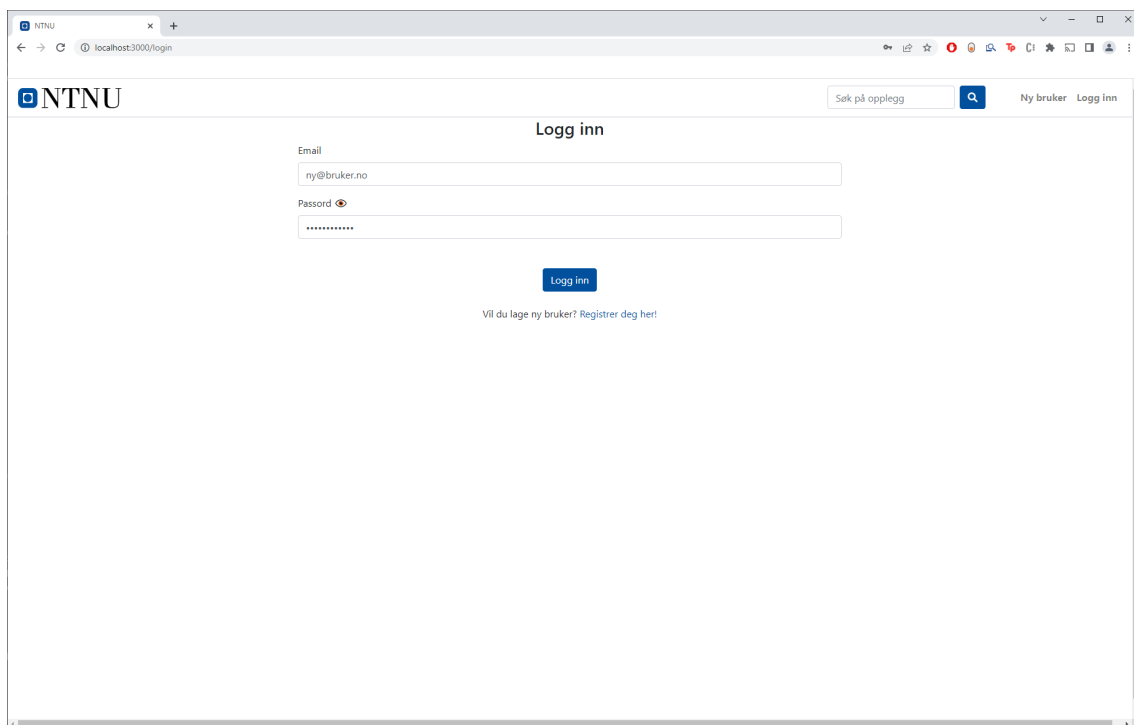 NTNU
localhost:3000/login
NTNU
Søk på opplegg
Ny bruker Logg inn
Logg inn
Email
ny@bruker.no
Passord
••••••••••••
Logg inn
Vil du lage ny bruker? Registrer deg her!